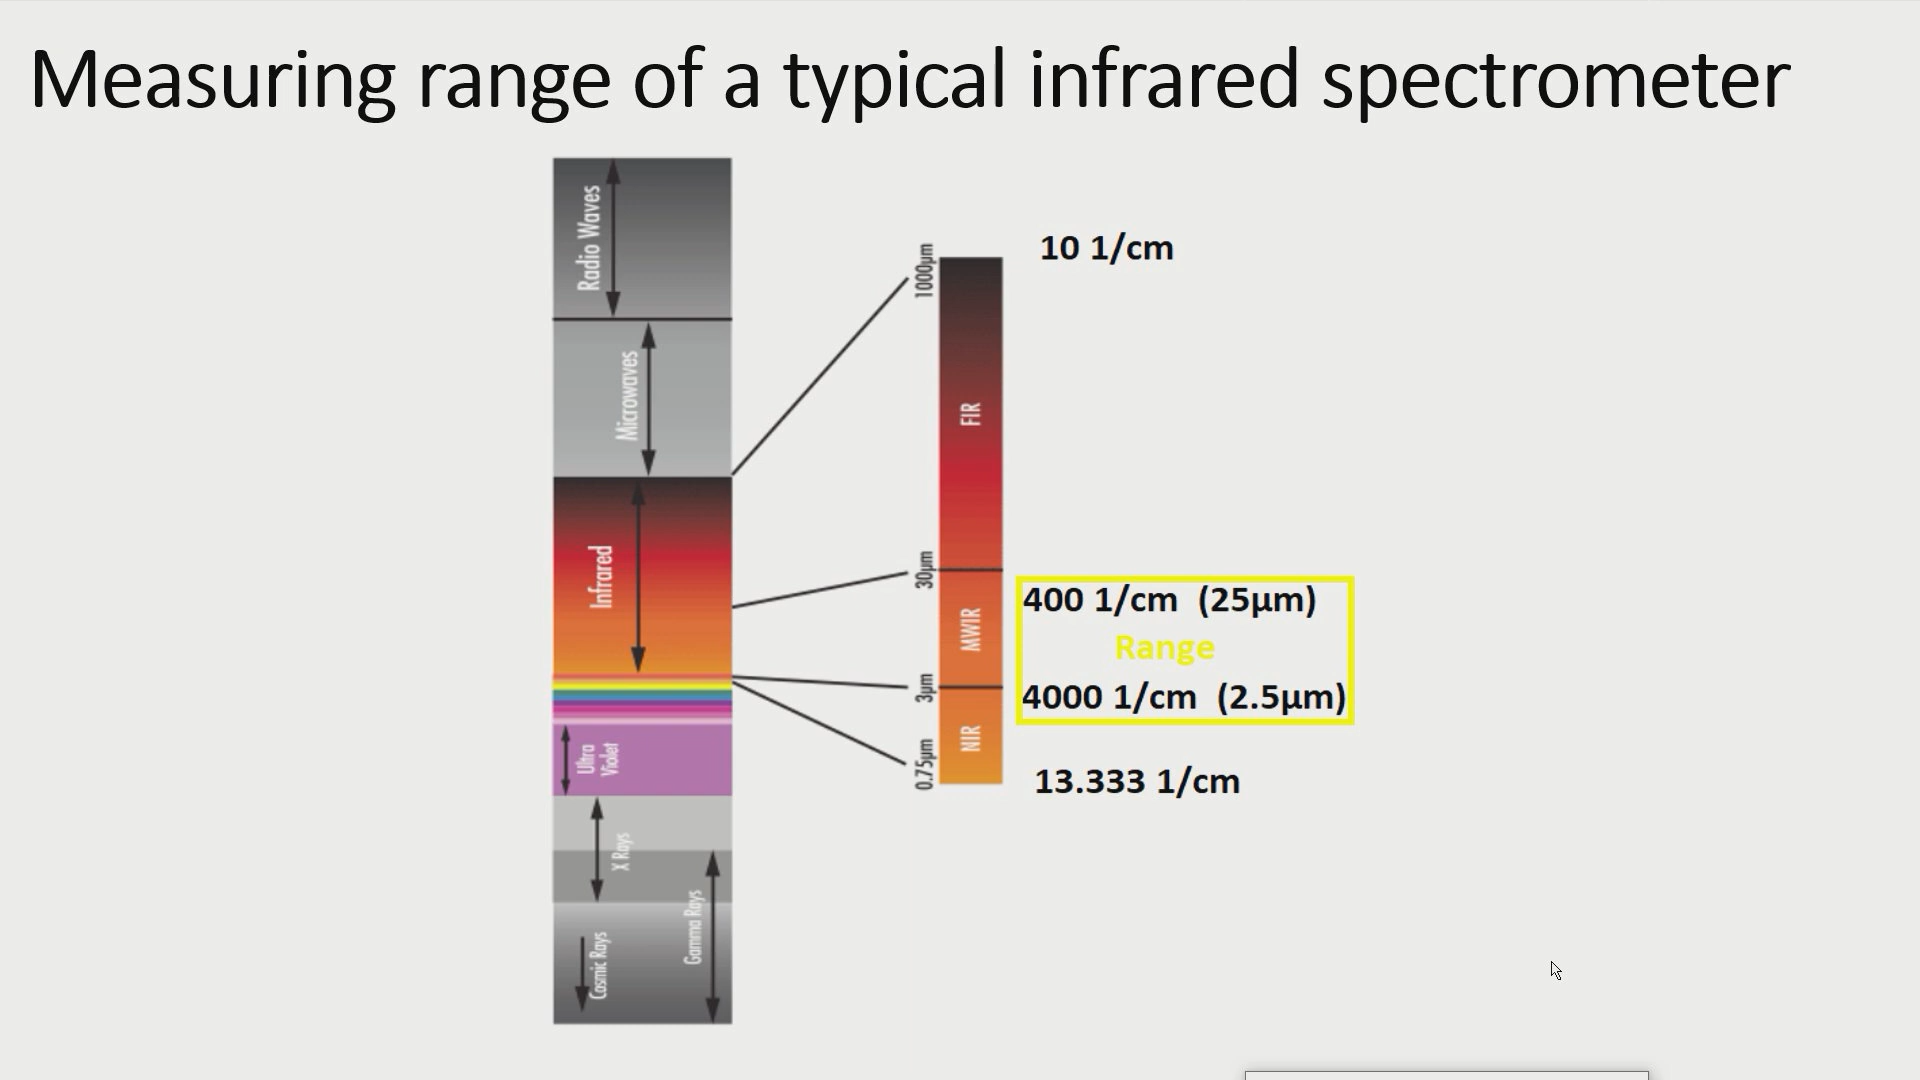 Measuring range of a typical infrared spectrometer
Radio Waves
Microwaves
Infrared
Ultra
Violet
X Rays
Gamma Rays
Cosmic Rays
1000µm
30µm
3µm
0.75µm
FIR
MWIR
NIR
10 1/cm
400 1/cm (25µm)
Range
4000 1/cm (2.5µm)
13.333 1/cm